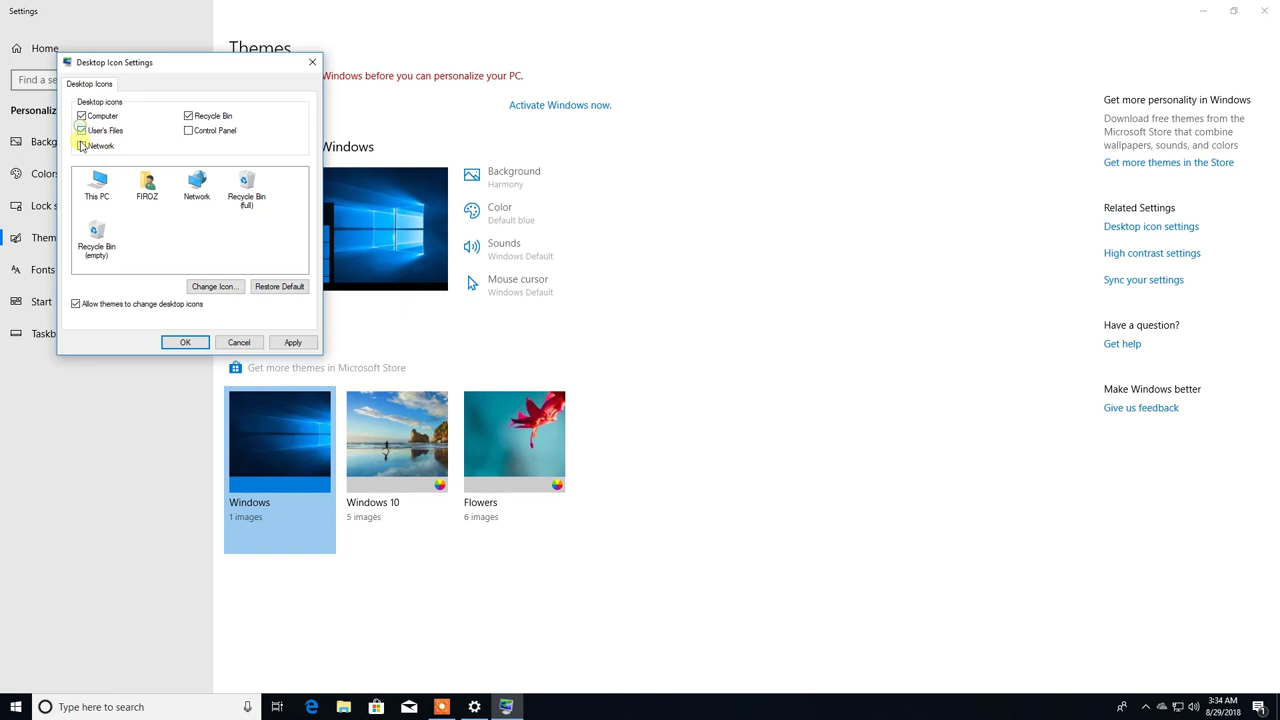 Settings
Home
Find a se
Personaliz
Backg
Colors
Lock s
Them
Fonts
Start
Taskb
Desktop Icon Settings
Desktop Icons
Desktop icons
Computer
Recycle Bin
User's Files
Control Panel
Network
This PC
FIROZ
Network
Recycle Bin
(full)
Recycle Bin
(empty)
Change Icon...
Restore Default
Allow themes to change desktop icons
OK
Cancel
Apply
Themes
Windows before you can personalize your PC.
Activate Windows now.
Windows
Background
Harmony
Color
Default blue
Sounds
Windows Default
Mouse cursor
Windows Default
Get more themes in Microsoft Store
Windows
1 images
Windows 10
5 images
Flowers
6 images
Get more personality in Windows
Download free themes from the
Microsoft Store that combine
wallpapers, sounds, and colors
Get more themes in the Store
Related Settings
Desktop icon settings
High contrast settings
Sync your settings
Have a question?
Get help
Make Windows better
Give us feedback
Type here to search
3:34 AM
8/29/2018
1